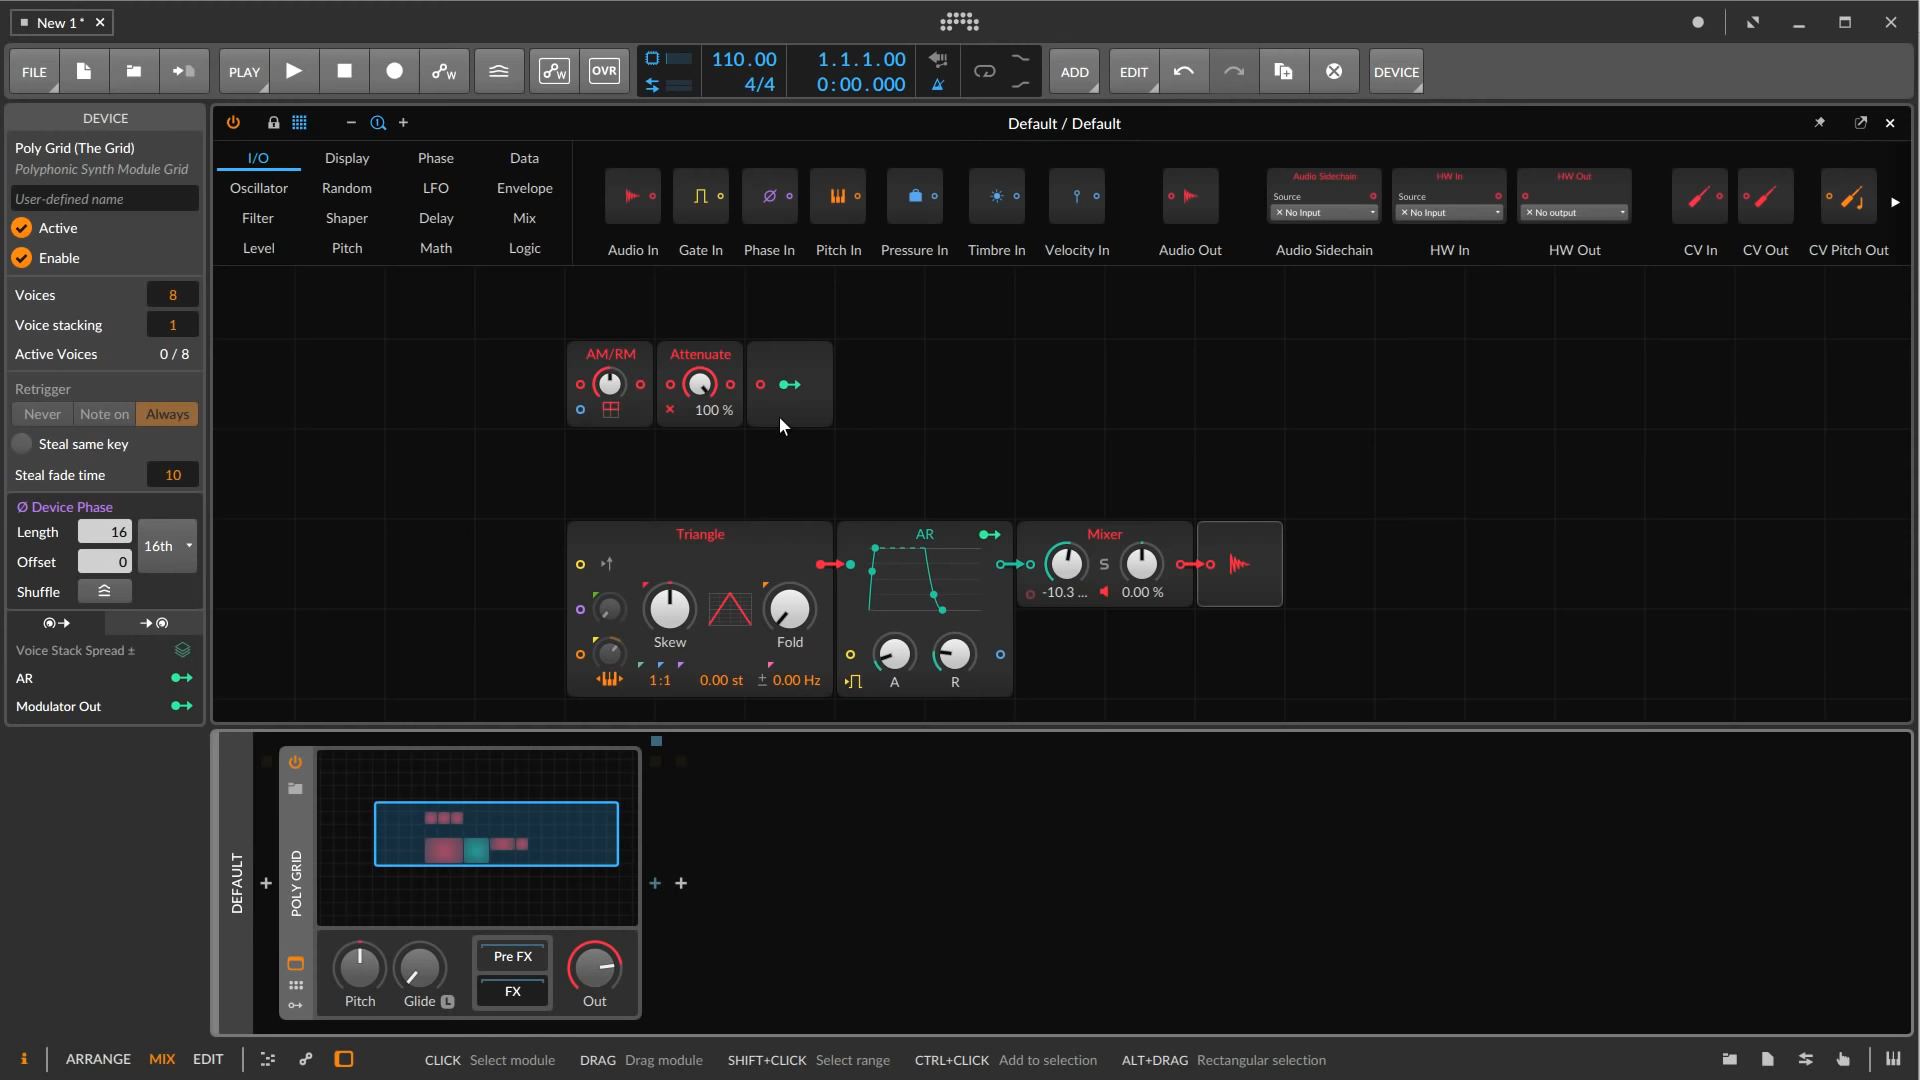 New 1*
FILE
PLAY
OVR
110.00
4/4
1.1.1.00
0:00.000
ADD
EDIT
DEVICE
DEVICE
Poly Grid (The Grid)
Polyphonic Synth Module Grid
User-defined name
Active
Enable
Voices 8
Voice stacking 1
Active Voices 0 / 8
Retrigger
Never Note on Always
Steal same key
Steal fade time 10
Ø Device Phase
Length 16
16th
Offset 0
Shuffle
Voice Stack Spread ±
AR
Modulator Out
Default / Default
I/O Display Phase Data
Oscillator Random LFO Envelope
Filter Shaper Delay Mix
Level Pitch Math Logic
Audio Sidechain
Source
No Input
HW In
Source
No Input
HW Out
No output
Audio In Gate In Phase In Pitch In Pressure In Timbre In Velocity In Audio Out Audio Sidechain HW In HW Out CV In CV Out CV Pitch Out
AM/RM
Attenuate
100 %
Triangle
Skew
Fold
1:1
0.00 st
± 0.00 Hz
AR
A
R
Mixer
S
-10.3 ...
0.00 %
DEFAULT
POLY GRID
Pitch
Glide L
Pre FX
FX
Out
i
ARRANGE MIX EDIT
CLICK Select module DRAG Drag module SHIFT+CLICK Select range CTRL+CLICK Add to selection ALT+DRAG Rectangular selection